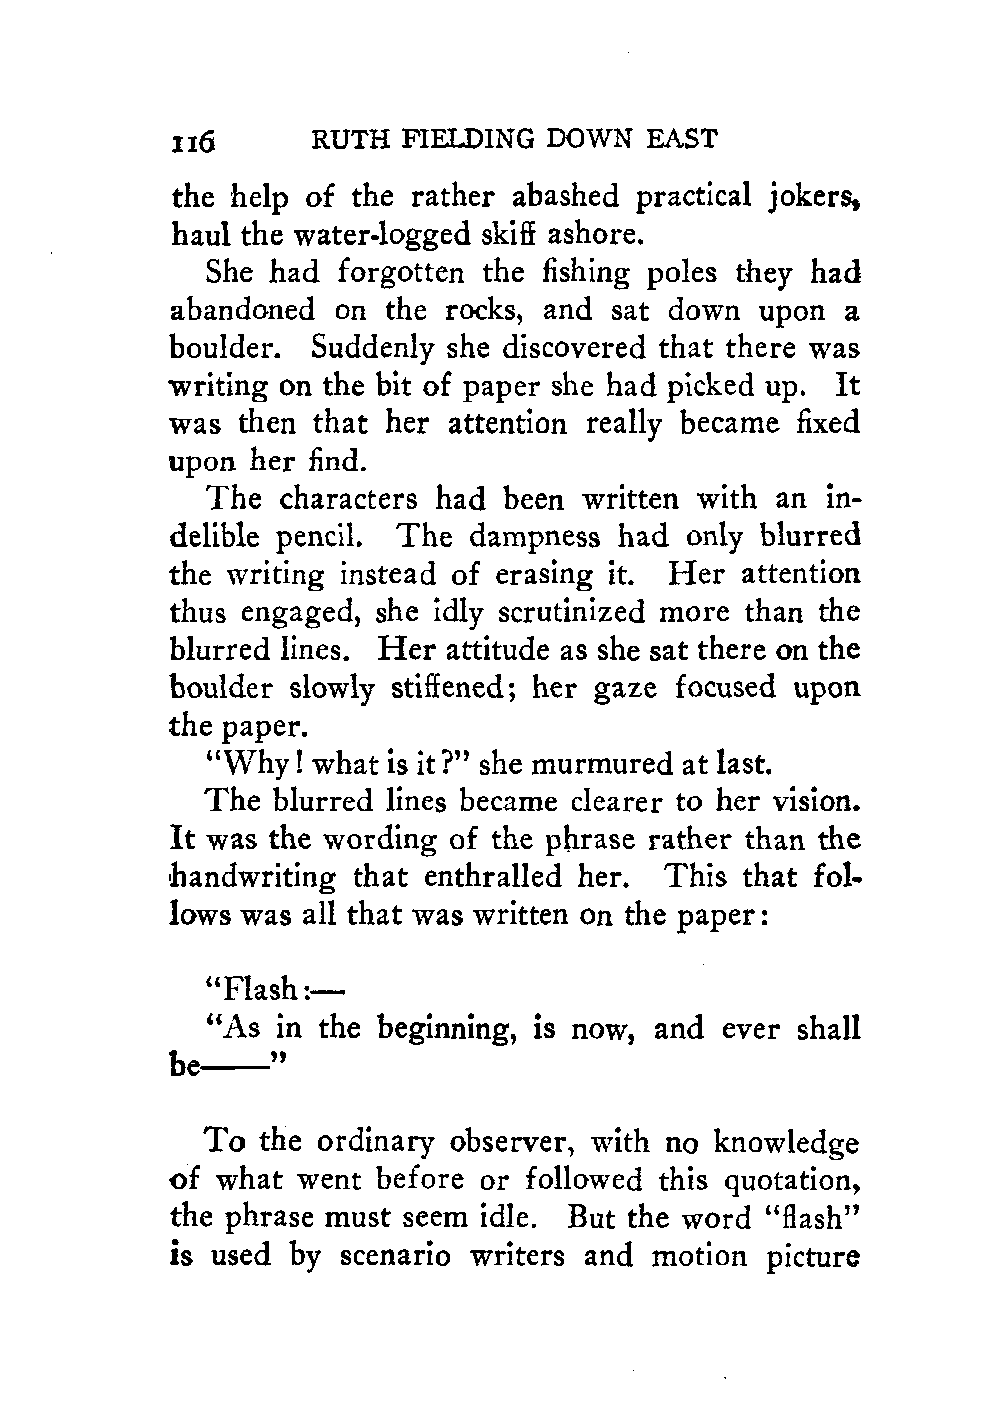 116 RUTH FIELDING DOWN EAST
the help of the rather abashed practical jokers,
haul the water-logged skiff ashore.
She had forgotten the fishing poles they had
abandoned on the rocks, and sat down upon a
boulder. Suddenly she discovered that there was
writing on the bit of paper she had picked up. It
was then that her attention really became fixed
upon her find.
The characters had been written with an in-
delible pencil. The dampness had only blurred
the writing instead of erasing it. Her attention
thus engaged, she idly scrutinized more than the
blurred lines. Her attitude as she sat there on the
boulder slowly stiffened; her gaze focused upon
the paper.
"Why! what is it?" she murmured at last.
The blurred lines became clearer to her vision.
It was the wording of the phrase rather than the
handwriting that enthralled her. This that fol-
lows was all that was written on the paper:
"Flash:—
"As in the beginning, is now, and ever shall
be——"
To the ordinary observer, with no knowledge
of what went before or followed this quotation,
the phrase must seem idle. But the word "flash"
is used by scenario writers and motion picture